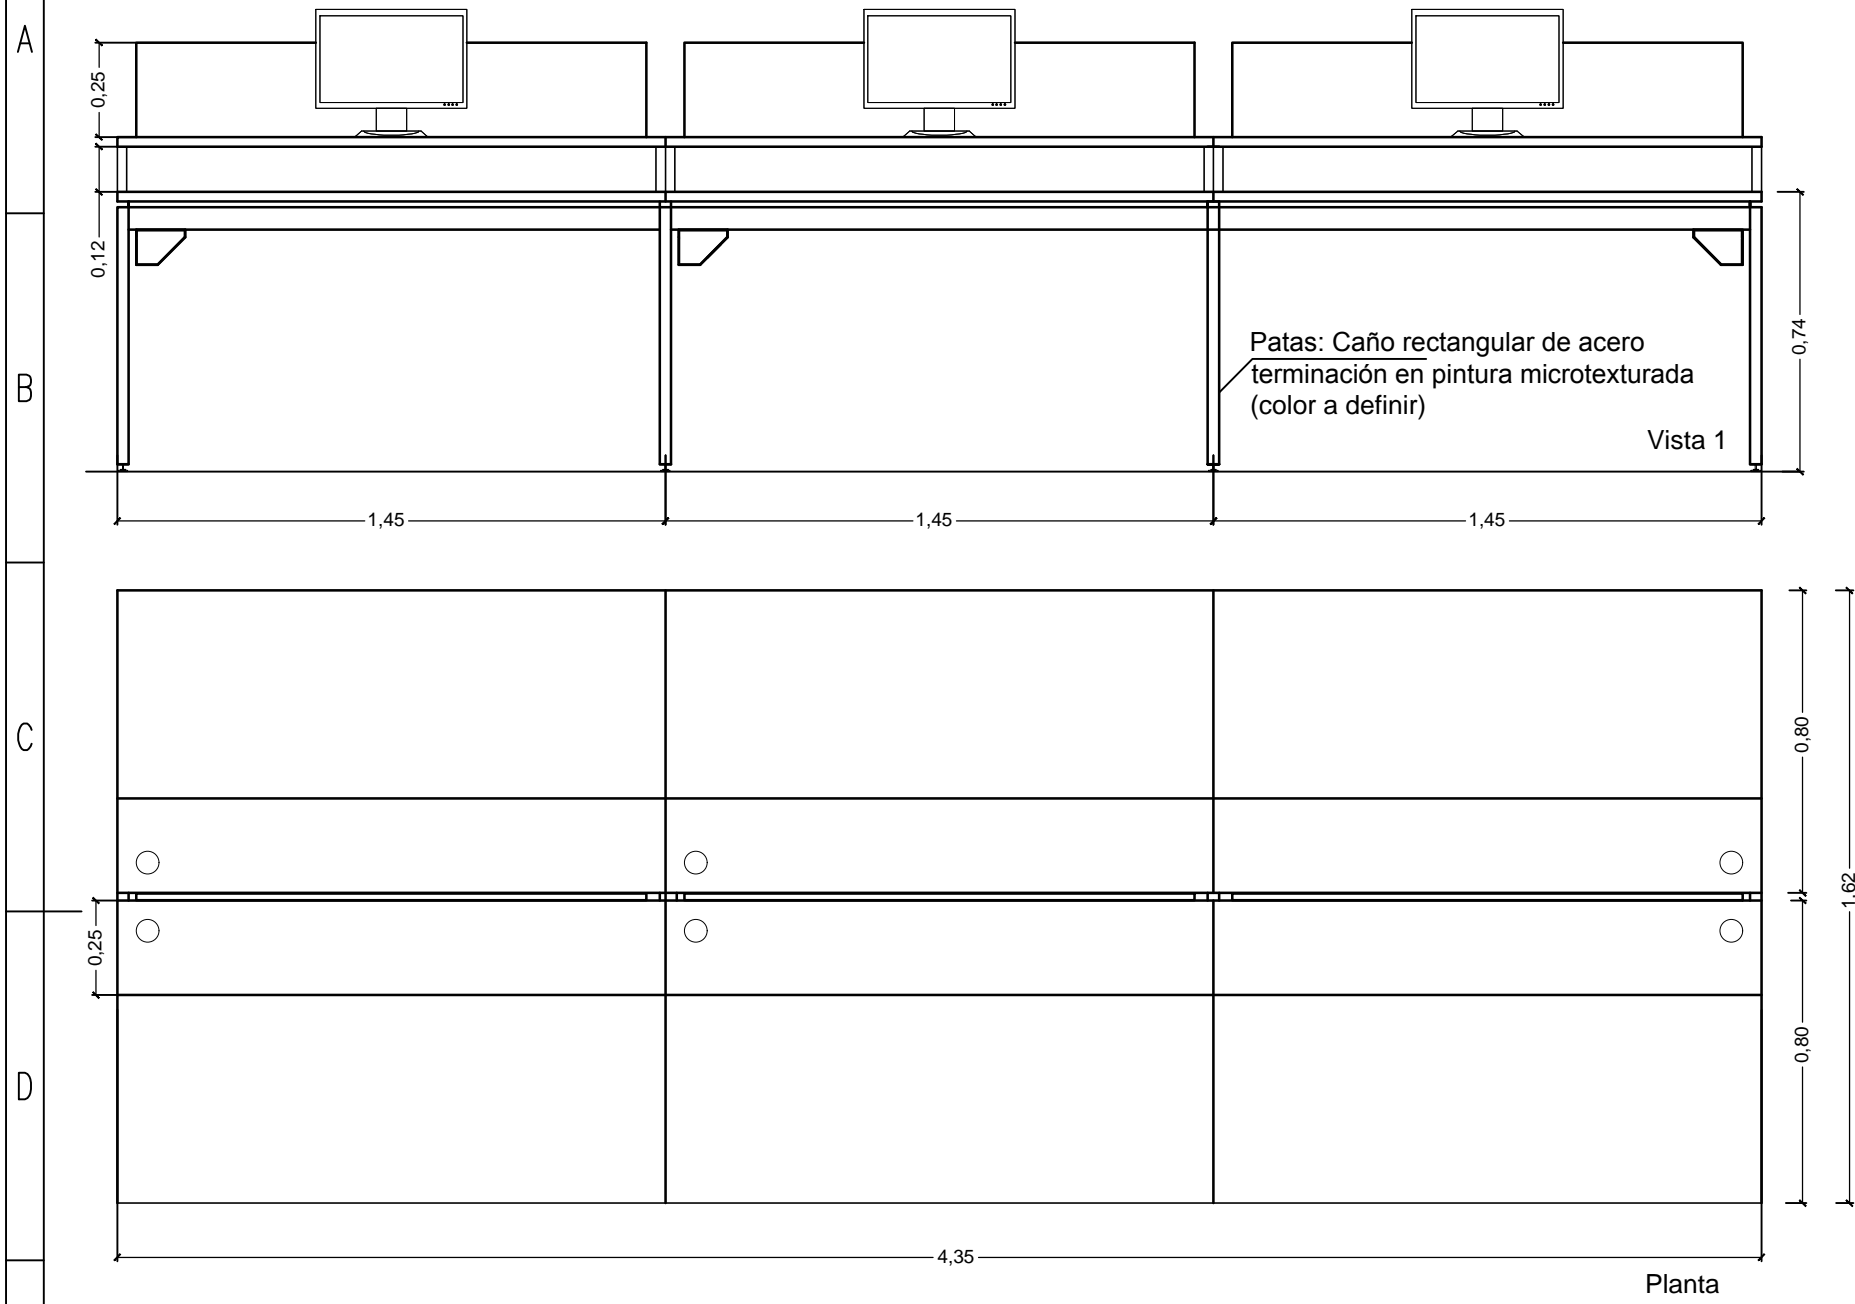 A
0,25
0,12
Patas: Caño rectangular de acero
terminación en pintura microtexturada
(color a definir)
0,74
B
Vista 1
1,45
1,45
1,45
C
0,80
1,62
0,25
0,80
D
4,35
Planta